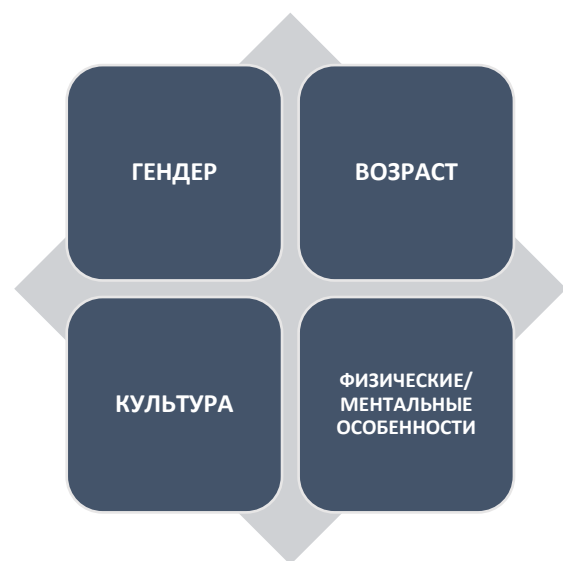 ГЕНДЕР
ВОЗРАСТ
КУЛЬТУРА
ФИЗИЧЕСКИЕ/
МЕНТАЛЬНЫЕ
ОСОБЕННОСТИ